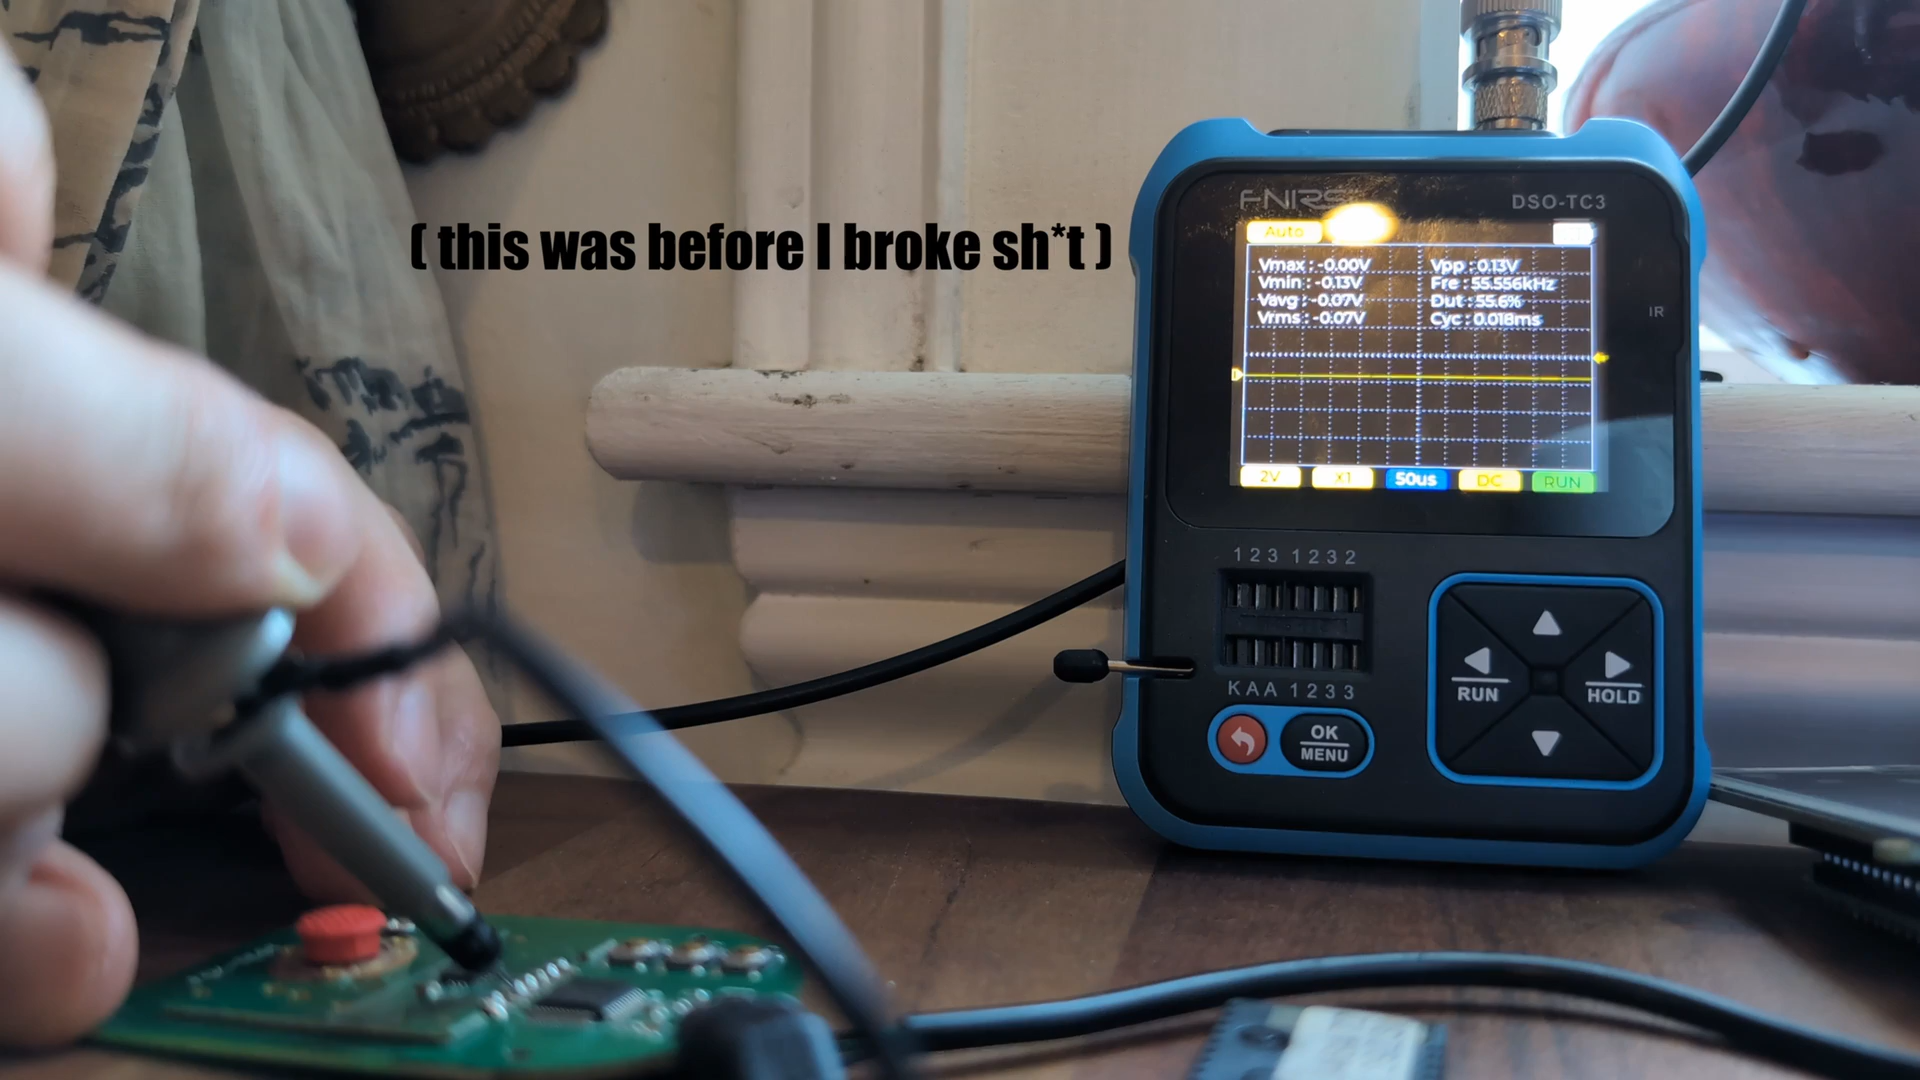 ( this was before I broke sh*t )
FNIRS
DSO-TC3
Auto
Vmax : -0.00V
Vpp : 0.13V
Vmin : -0.13V
Fre : 55.556kHz
Vavg : -0.07V
Dut : 55.6%
Vrms : -0.07V
Cyc : 0.018ms
IR
1
2V
X1
50us
DC
RUN
1 2 3 1 2 3 2
K A A 1 2 3 3
RUN
HOLD
OK
MENU